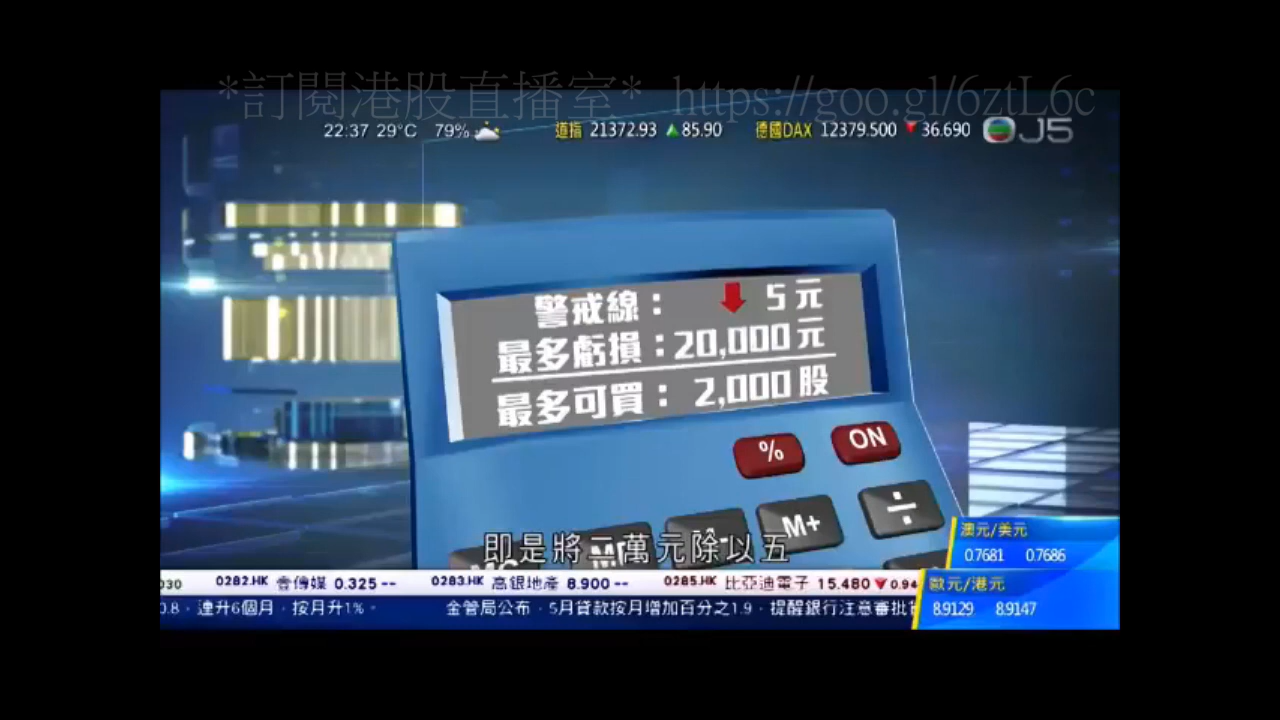 *訂閱港股直播室* https://goo.gl/6ztL6c
22:37 29°C 79% 道指 21372.93 ▲85.90 德國DAX 12379.500 ▼36.690 J5
警戒線： 5元
最多虧損：20,000元
最多可買： 2,000股
% ON
M+ ÷
即是將二萬元除以五
澳元/美元
0.7681 0.7686
030 0282.HK 壹傳媒 0.325 -- 0283.HK 高銀地產 8.900 -- 0285.HK 比亞迪電子 15.480 ▼0.94
歐元/港元
0.8﹐連升6個月﹐按月升1%。 金管局公布﹐5月貸款按月增加百分之1.9﹐提醒銀行注意審批
8.9129 8.9147